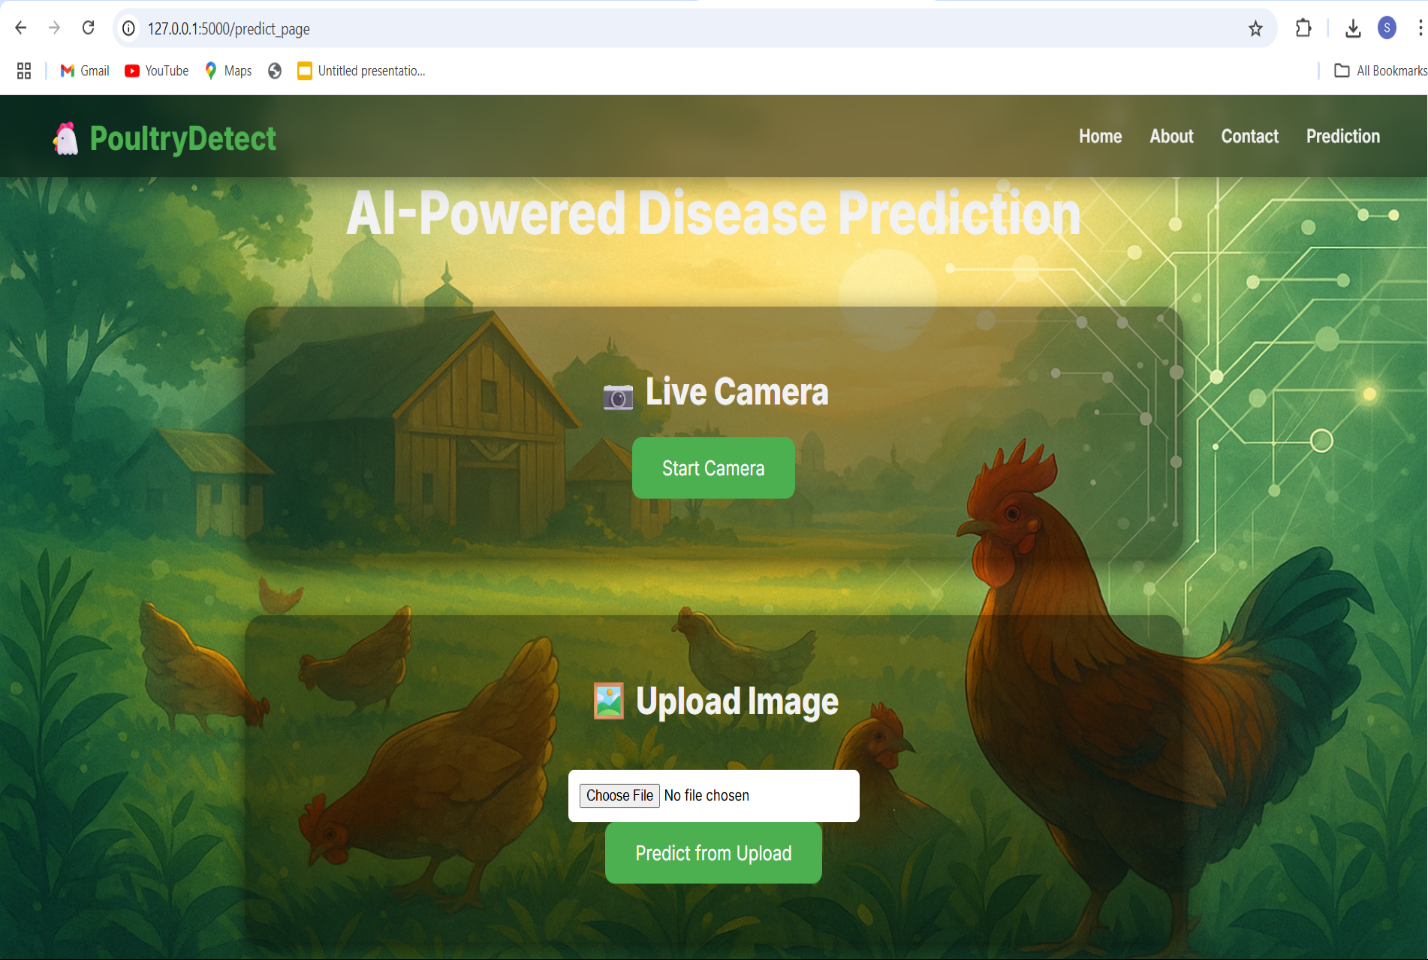 127.0.0.1:5000/predict_page
S
Gmail YouTube Maps Untitled presentatio... All Bookmarks
PoultryDetect Home About Contact Prediction
AI-Powered Disease Prediction
Live Camera
Start Camera
Upload Image
Choose File No file chosen
Predict from Upload